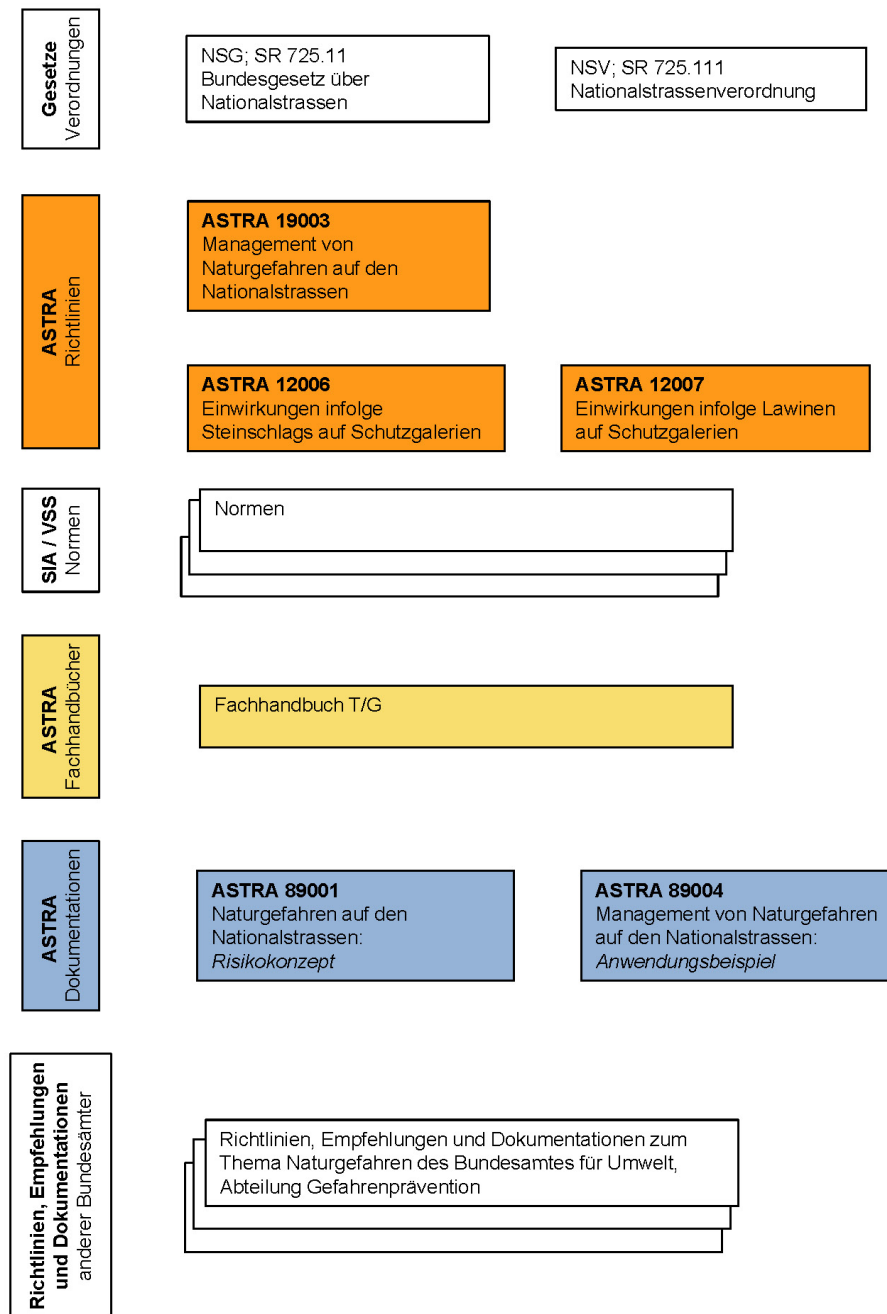 Gesetze
Verordnungen
NSG; SR 725.11
Bundesgesetz über
Nationalstrassen
NSV; SR 725.111
Nationalstrassenverordnung
ASTRA
Richtlinien
ASTRA 19003
Management von
Naturgefahren auf den
Nationalstrassen
ASTRA 12006
Einwirkungen infolge
Steinschlags auf Schutzgalerien
ASTRA 12007
Einwirkungen infolge Lawinen
auf Schutzgalerien
SIA / VSS
Normen
Normen
ASTRA
Fachhandbücher
Fachhandbuch T/G
ASTRA
Dokumentationen
ASTRA 89001
Naturgefahren auf den
Nationalstrassen:
Risikokonzept
ASTRA 89004
Management von Naturgefahren
auf den Nationalstrassen:
Anwendungsbeispiel
Richtlinien, Empfehlungen
und Dokumentationen
anderer Bundesämter
Richtlinien, Empfehlungen und Dokumentationen zum
Thema Naturgefahren des Bundesamtes für Umwelt,
Abteilung Gefahrenprävention